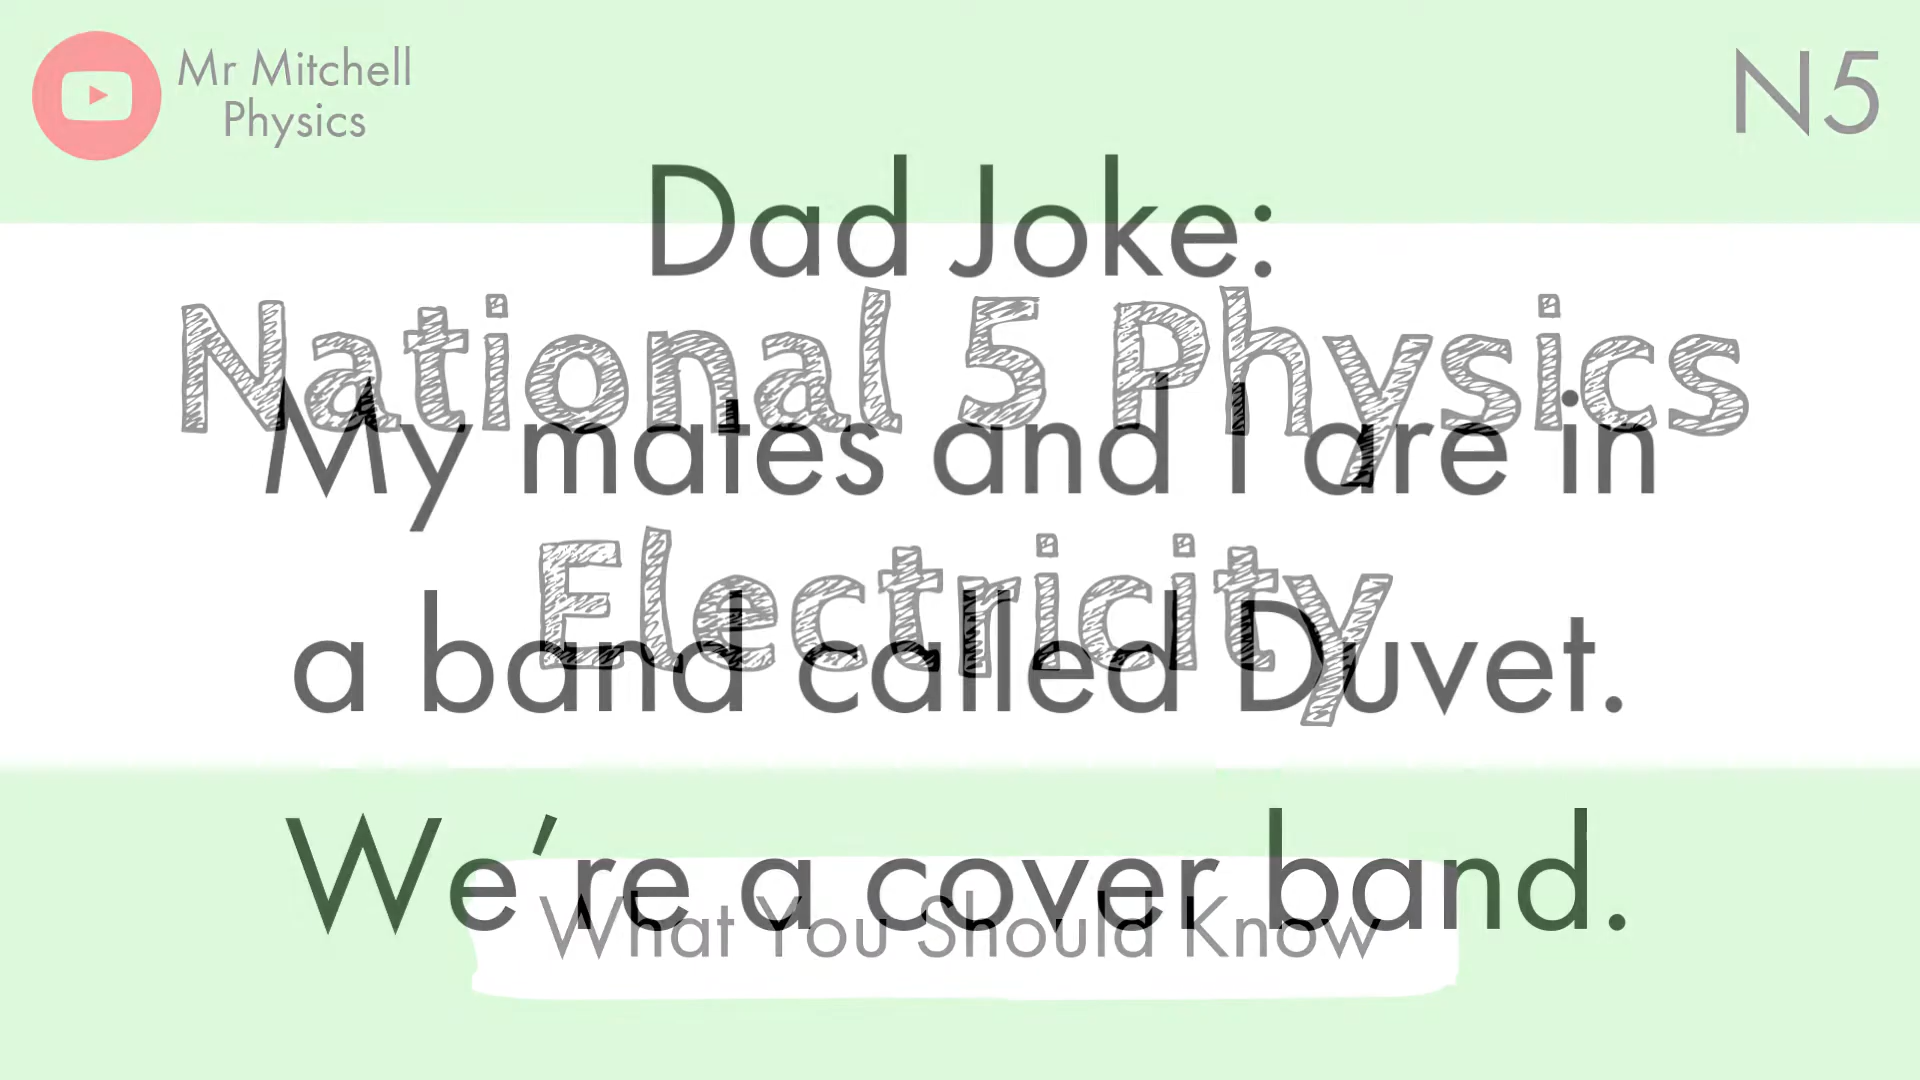 Mr Mitchell
Physics
N5
Dad Joke:
National 5 Physics
My mates and I are in
Electricity
a band called Duvet.
We're a cover band.
What You Should Know